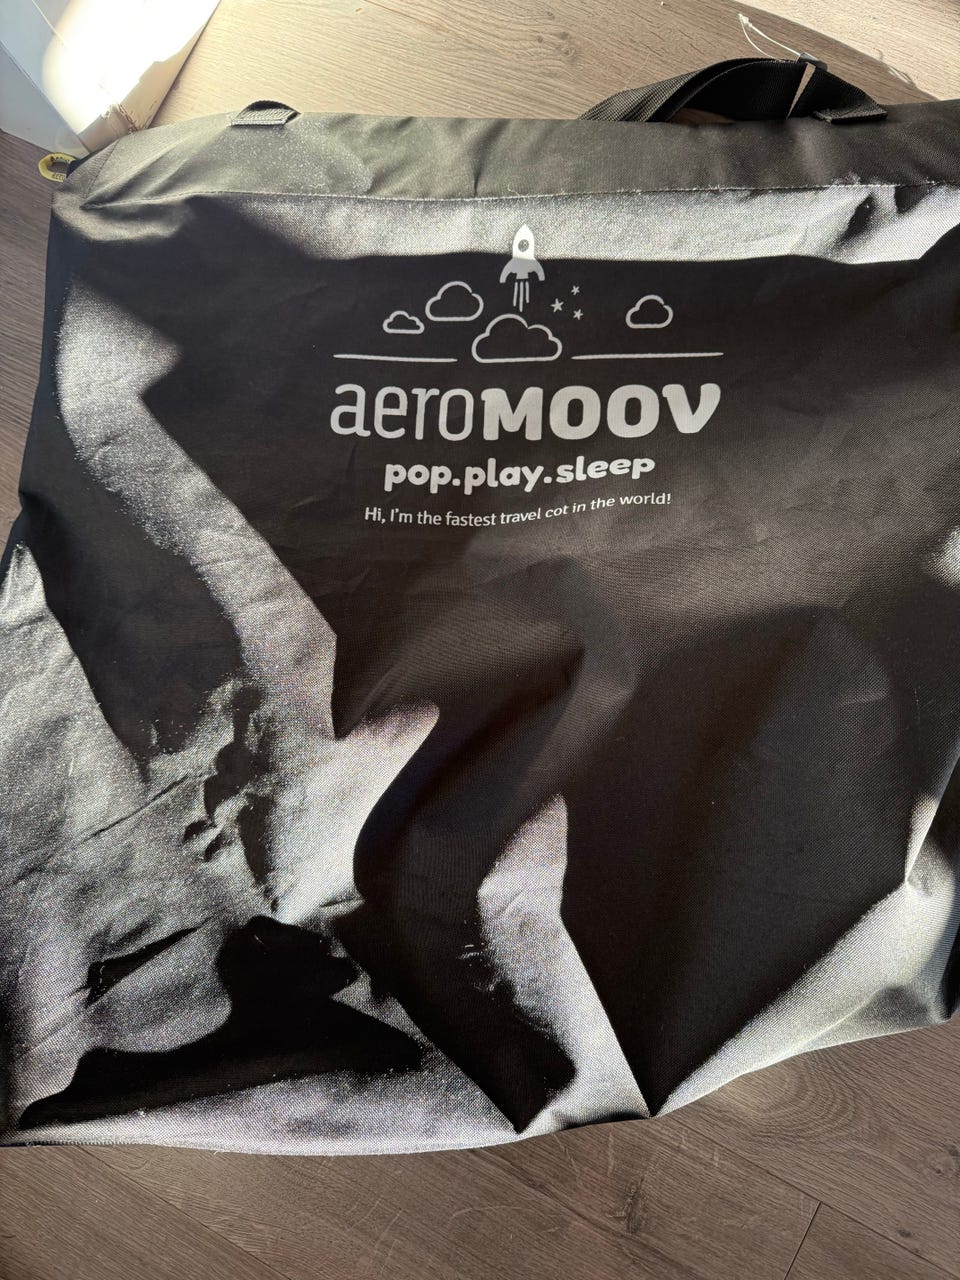 aeroMOOV
pop.play.sleep
Hi, I'm the fastest travel cot in the world!